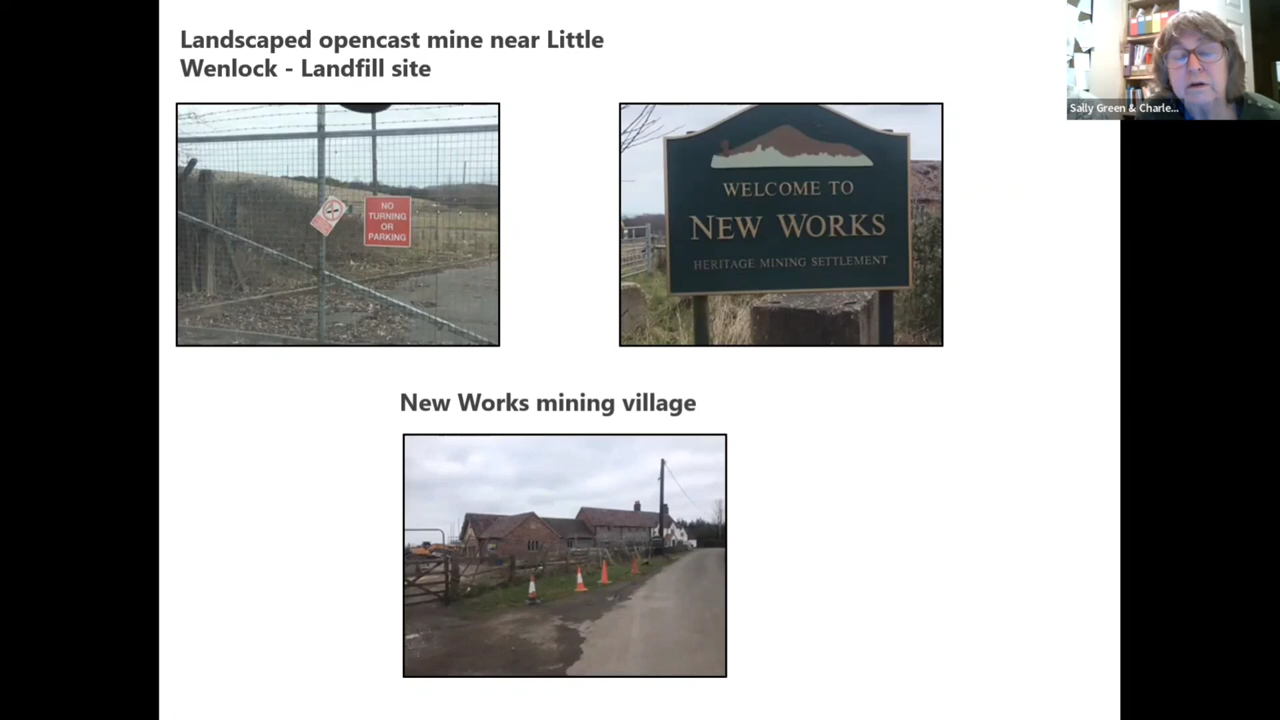 Landscaped opencast mine near Little
Wenlock - Landfill site
Sally Green & Charle...
NO
TURNING
OR
PARKING
WELCOME TO
NEW WORKS
HERITAGE MINING SETTLEMENT
New Works mining village